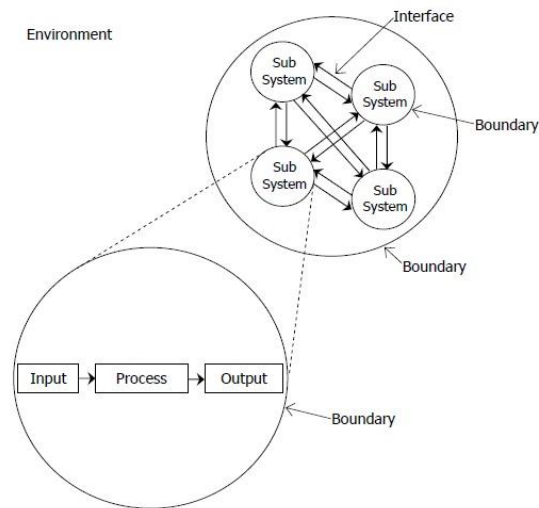 Interface
Environment
Sub
System
Sub
System
Boundary
Sub
System
Sub
System
Boundary
Input
Process
Output
Boundary